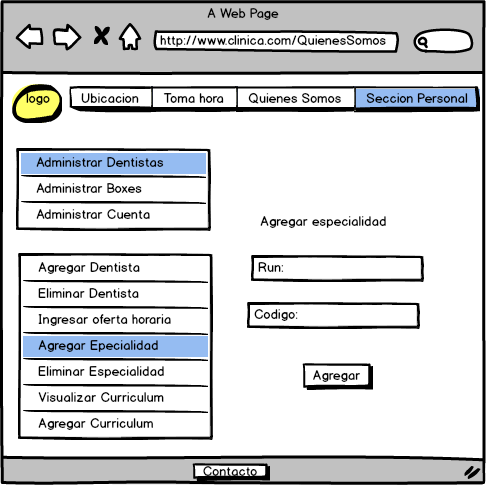 A Web Page
http://www.clinica.com/QuienesSomos
logo
Ubicacion Toma hora Quienes Somos Seccion Personal
Administrar Dentistas
Administrar Boxes
Administrar Cuenta
Agregar especialidad
Agregar Dentista
Run:
Eliminar Dentista
Ingresar oferta horaria
Codigo:
Agregar Epecialidad
Eliminar Especialidad
Agregar
Visualizar Curriculum
Agregar Curriculum
Contacto